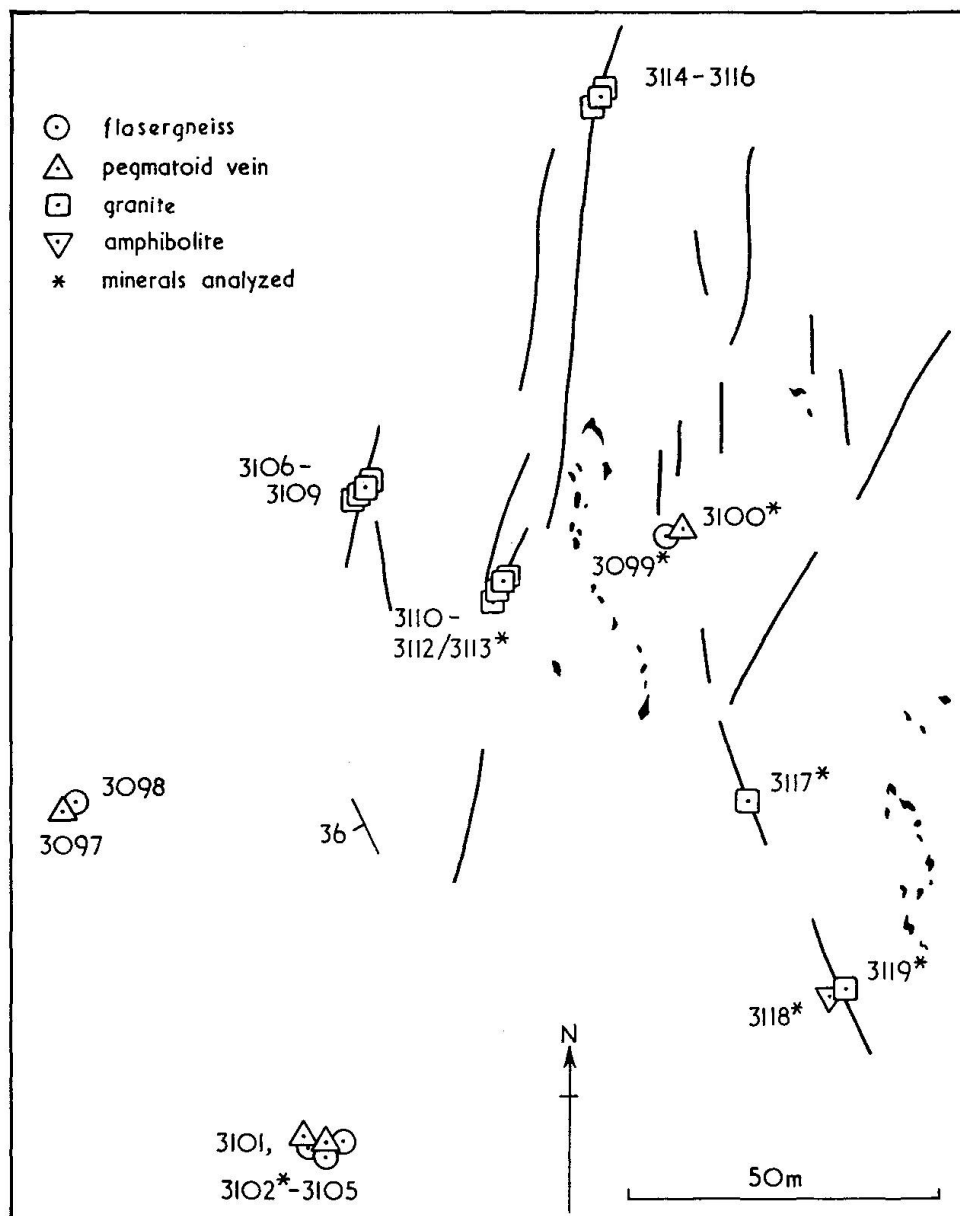 3114-3116
flasergneiss
pegmatoid vein
granite
amphibolite
* minerals analyzed
3106-
3109
3100*
3099*
3110-
3112/3113*
3098
3097
36
3117*
3119*
3118*
N
3101,
3102*-3105
50m